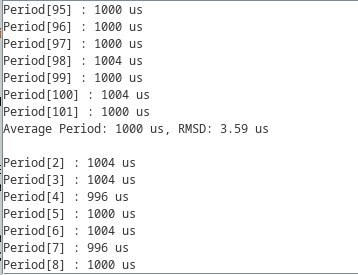 Period[95] : 1000 us
Period[96] : 1000 us
Period[97] : 1000 us
Period[98] : 1004 us
Period[99] : 1000 us
Period[100] : 1004 us
Period[101] : 1000 us
Average Period: 1000 us, RMSD: 3.59 us

Period[2] : 1004 us
Period[3] : 1004 us
Period[4] : 996 us
Period[5] : 1000 us
Period[6] : 1004 us
Period[7] : 996 us
Period[8] : 1000 us